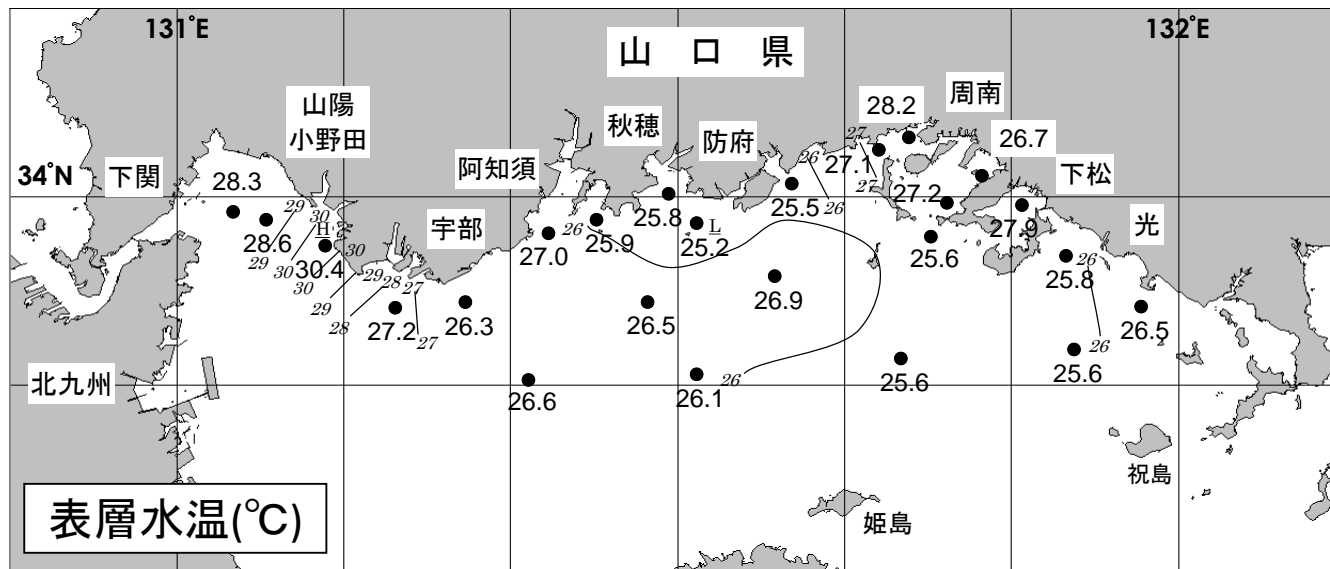 131°E
132°E
山 口 県
周南
28.2
山陽
小野田
秋穂
防府
27
26
26.7
27.1
阿知須
下松
34°N
下関
28.3
29
30
27
27.2
25.8
25.5
26
27.9
光
宇部
H
26
25.9
L
25.2
28.6
30
27.0
25.6
29
30
30.4
30
29
28
27
26.9
25.8
26
29
28
27.2
27
26.3
26.5
26.5
26
25.6
25.6
北九州
26.6
26.1
26
祝島
姫島
表層水温(℃)